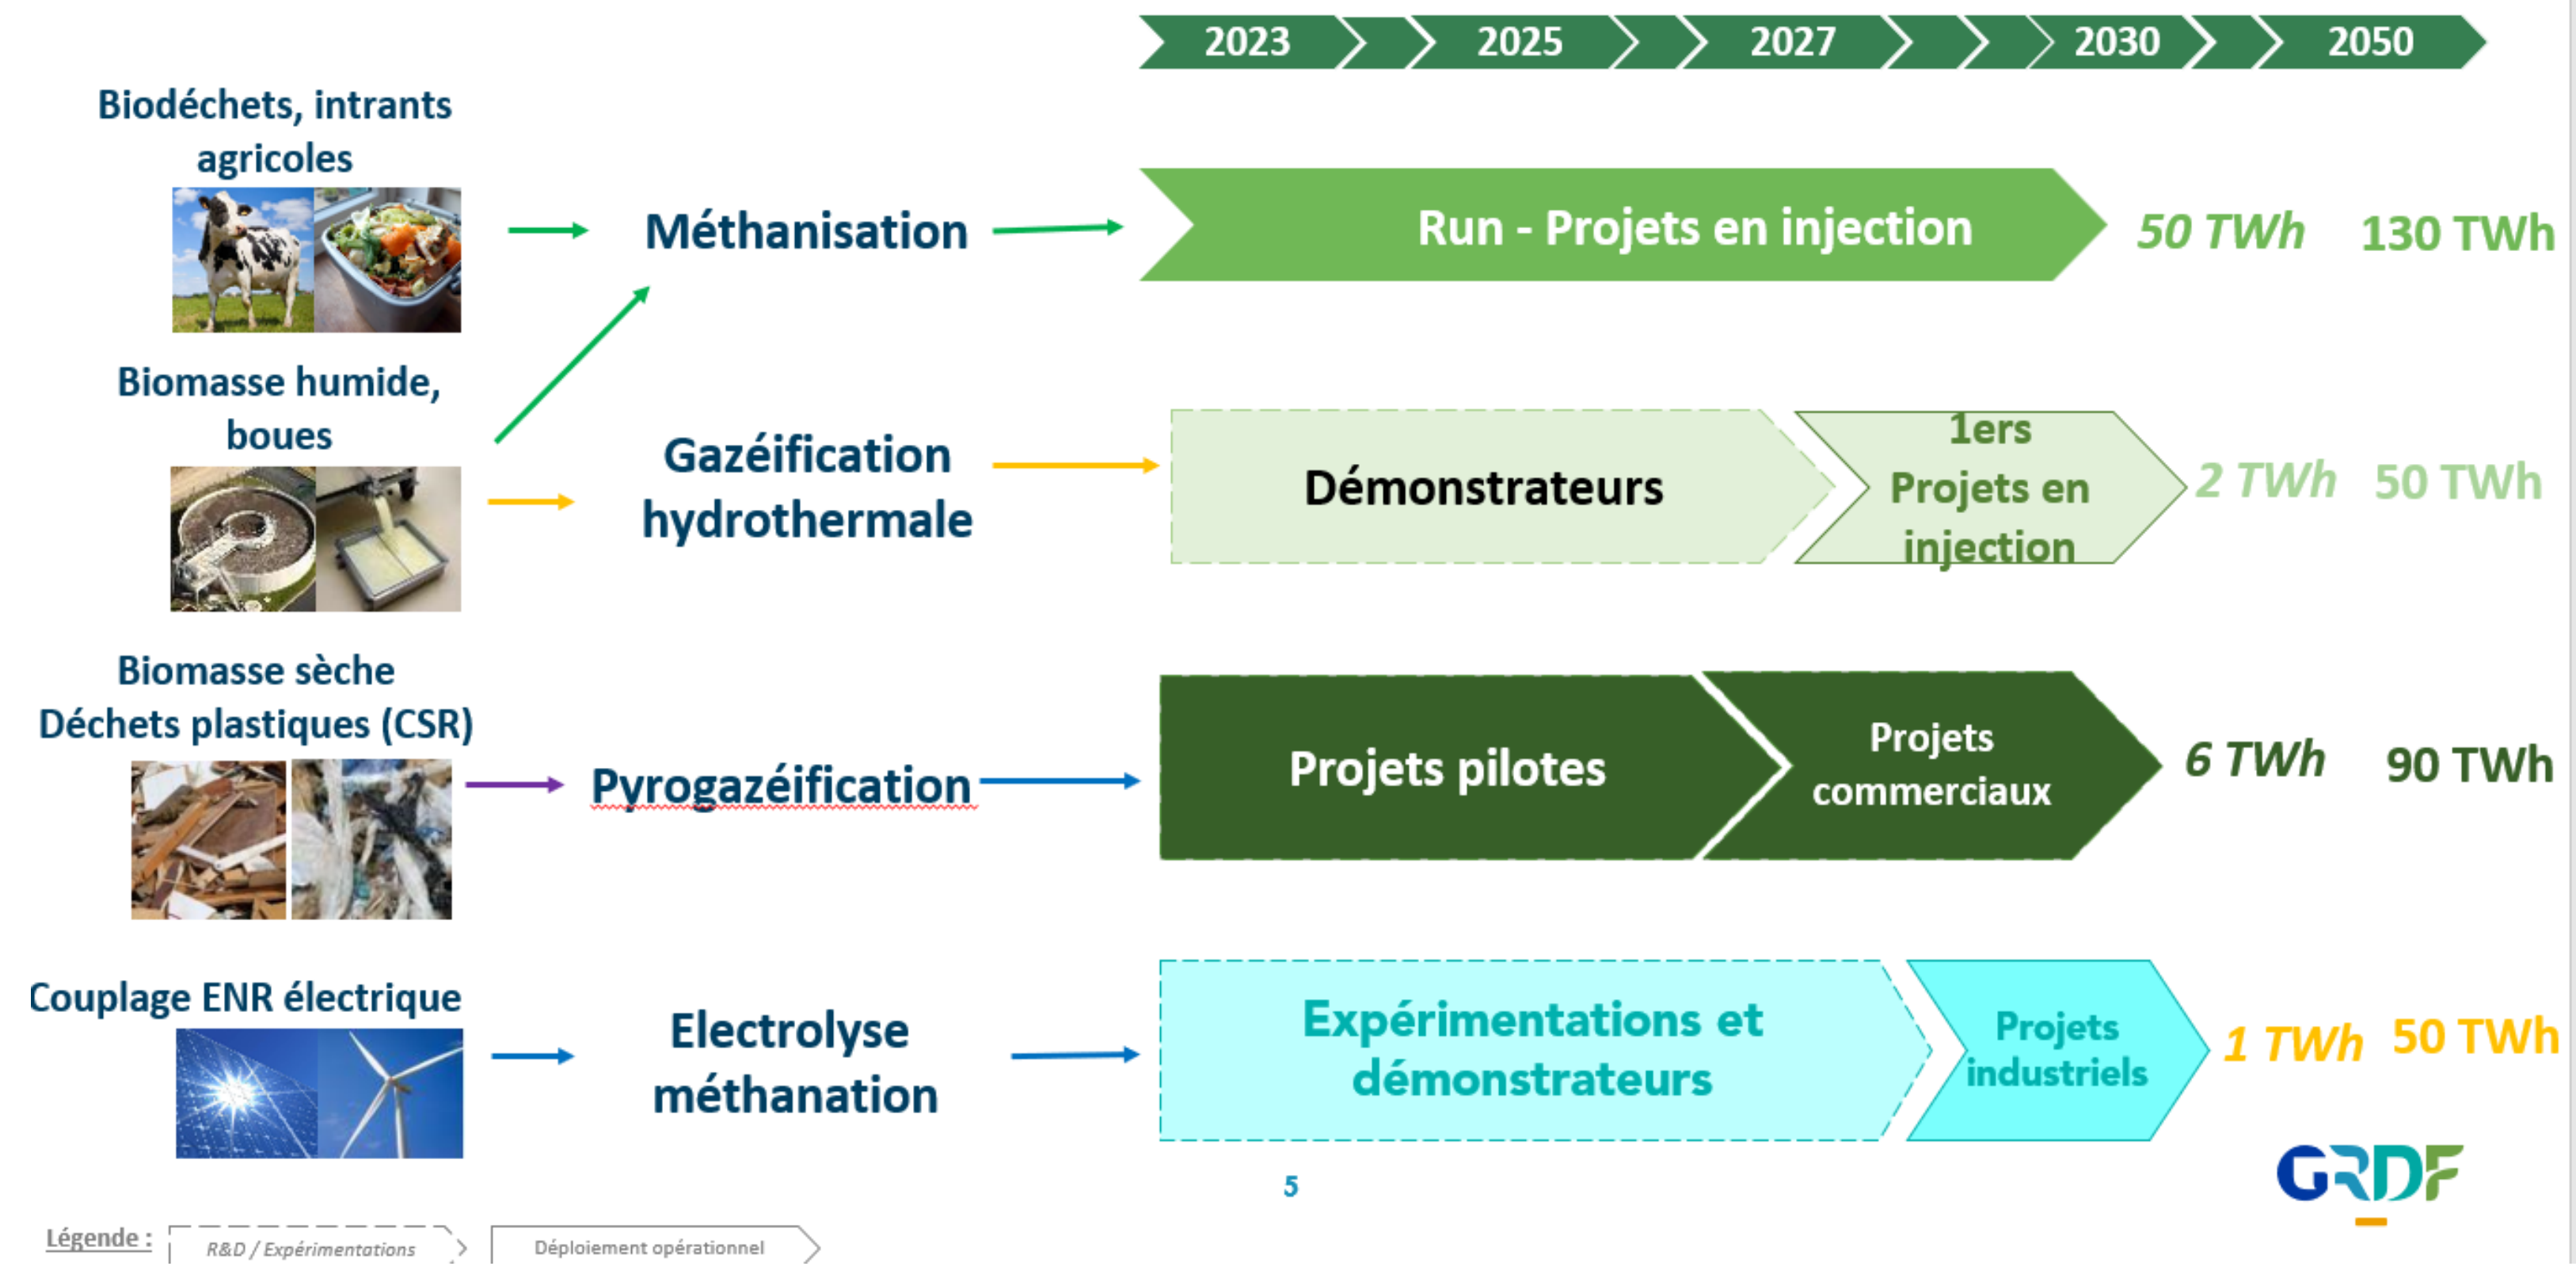 2023 2025 2027 2030 2050
Biodéchets, intrants
agricoles
Méthanisation
Run - Projets en injection
50 TWh 130 TWh
Biomasse humide,
boues
Gazéification
hydrothermale
Démonstrateurs
1ers
Projets en
injection
2 TWh 50 TWh
Biomasse sèche
Déchets plastiques (CSR)
Pyrogazéification
Projets pilotes
Projets
commerciaux
6 TWh 90 TWh
Couplage ENR électrique
Electrolyse
méthanation
Expérimentations et
démonstrateurs
Projets
industriels
1 TWh 50 TWh
5
GRDF
Légende :
R&D / Expérimentations
Déploiement opérationnel